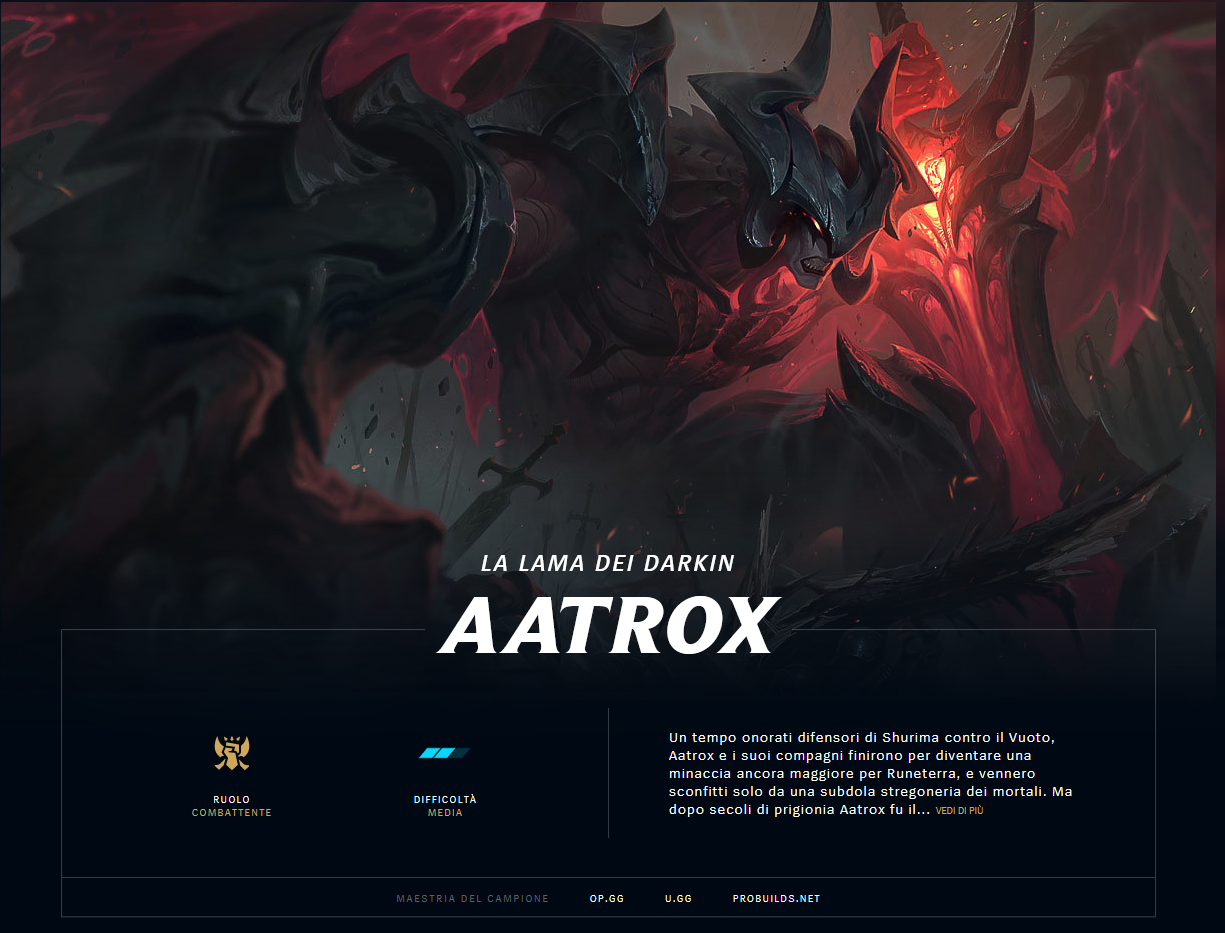 LA LAMA DEI DARKIN
AATROX
RUOLO
COMBATTENTE
DIFFICOLTÀ
MEDIA
Un tempo onorati difensori di Shurima contro il Vuoto,
Aatrox e i suoi compagni finirono per diventare una
minaccia ancora maggiore per Runeterra, e vennero
sconfitti solo da una subdola stregoneria dei mortali. Ma
dopo secoli di prigionia Aatrox fu il... VEDI DI PIÙ
MAESTRIA DEL CAMPIONE OP.GG U.GG PROBUILDS.NET